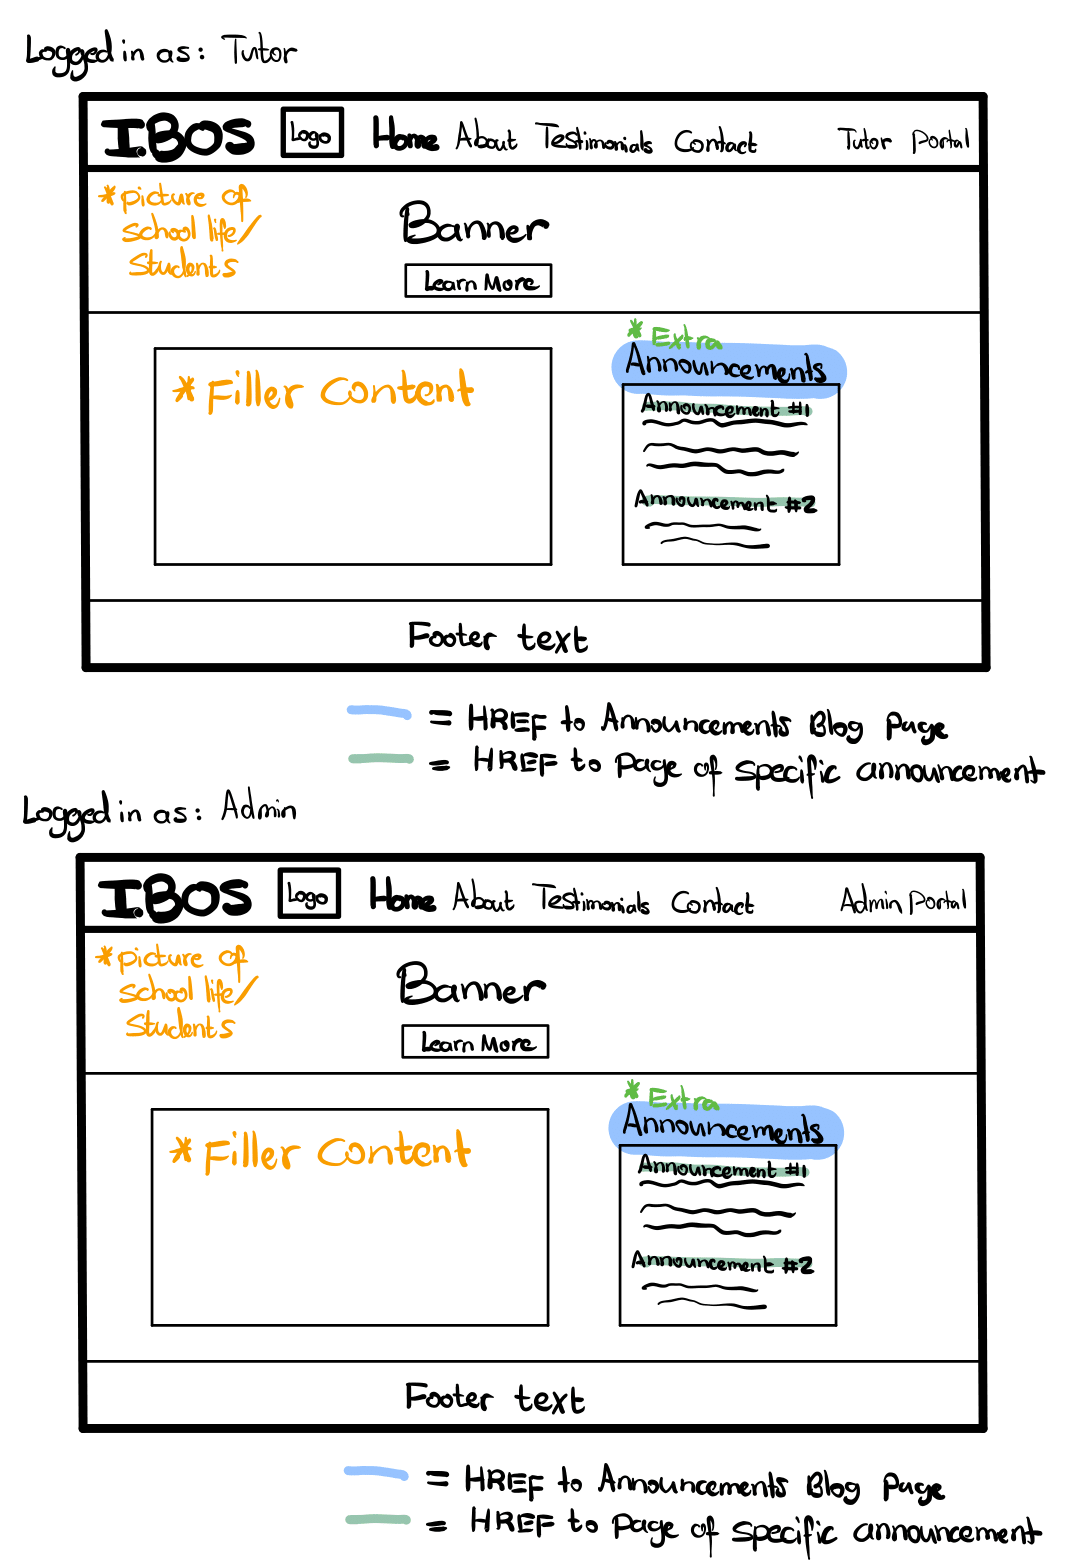 Logged in as: Tutor
IBOS Logo Home About Testimonials Contact Tutor Portal
*picture of
school life/
Students
Banner
Learn More
*Filler Content
*Extra
Announcements
Announcement #1
Announcement #2
Footer text
= HREF to Announcements Blog Page
= HREF to Page of specific announcement
Logged in as: Admin
IBOS Logo Home About Testimonials Contact Admin Portal
*picture of
school life/
Students
Banner
Learn More
*Filler Content
*Extra
Announcements
Announcement #1
Announcement #2
Footer text
= HREF to Announcements Blog Page
= HREF to Page of specific announcement